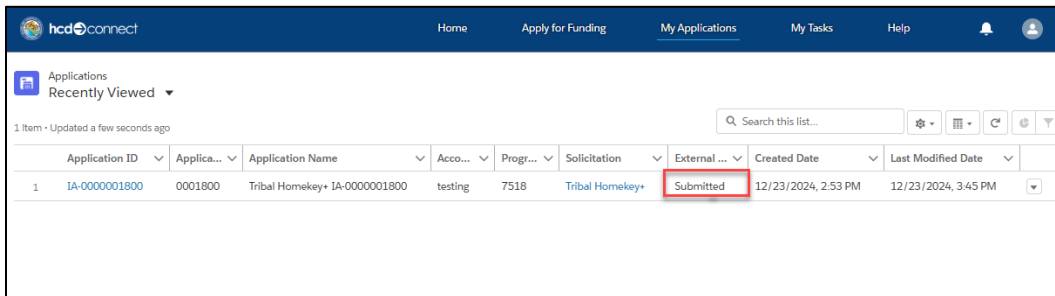 hcd connect Home Apply for Funding My Applications My Tasks Help
Applications
Recently Viewed
1 Item • Updated a few seconds ago Search this list...
Application ID Applica... Application Name Acco... Progr... Solicitation External ... Created Date Last Modified Date
1 IA-0000001800 0001800 Tribal Homekey+ IA-0000001800 testing 7518 Tribal Homekey+ Submitted 12/23/2024, 2:53 PM 12/23/2024, 3:45 PM